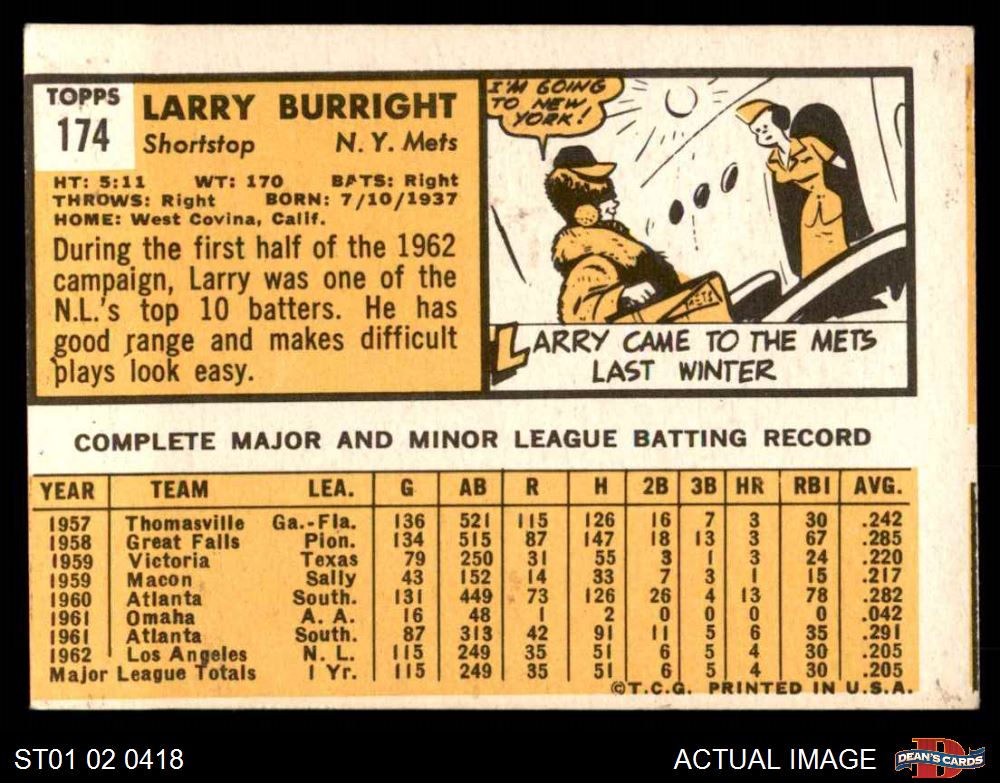 TOPPS
174
LARRY BURRIGHT
Shortstop N. Y. Mets
HT: 5:11 WT: 170 BATS: Right
THROWS: Right BORN: 7/10/1937
HOME: West Covina, Calif.
During the first half of the 1962
campaign, Larry was one of the
N.L.'s top 10 batters. He has
good range and makes difficult
plays look easy.
I'M GOING
TO NEW
YORK!
METS
LARRY CAME TO THE METS
LAST WINTER
COMPLETE MAJOR AND MINOR LEAGUE BATTING RECORD
YEAR TEAM LEA. G AB R H 2B 3B HR RBI AVG.
1957 Thomasville Ga.-Fla. 136 521 115 126 16 7 3 30 .242
1958 Great Falls Pion. 134 515 87 147 18 13 3 67 .285
1959 Victoria Texas 79 250 31 55 3 1 3 24 .220
1959 Macon Sally 43 152 14 33 7 3 1 15 .217
1960 Atlanta South. 131 449 73 126 26 4 13 78 .282
1961 Omaha A. A. 16 48 1 2 0 0 0 0 .042
1961 Atlanta South. 87 313 42 91 11 5 6 35 .291
1962 Los Angeles N. L. 115 249 35 51 6 5 4 30 .205
Major League Totals 1 Yr. 115 249 35 51 6 5 4 30 .205
©T.C.G. PRINTED IN U.S.A.
ST01 02 0418 ACTUAL IMAGE
D
DEAN'S CARDS